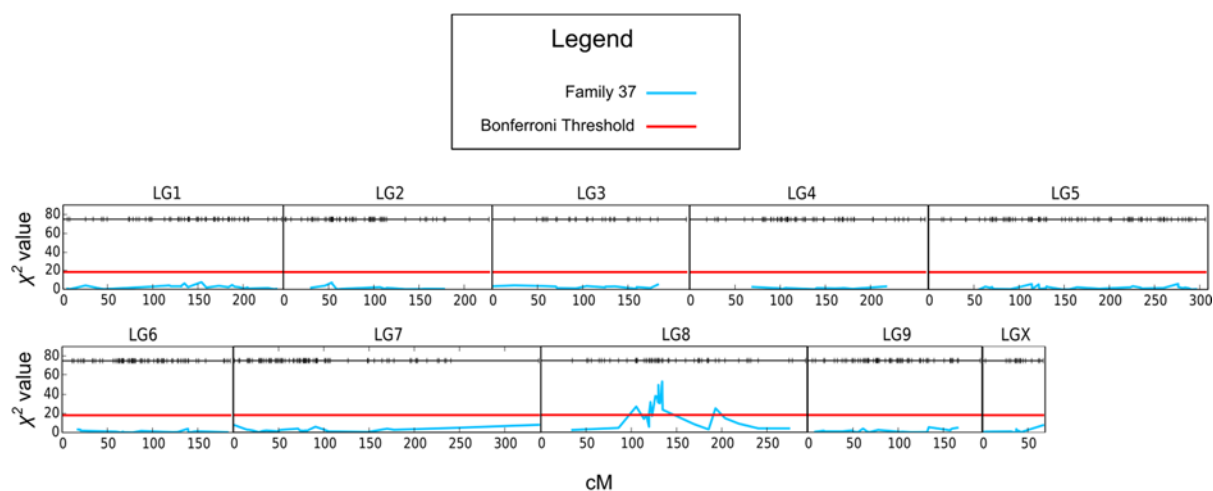 Legend
Family 37
Bonferroni Threshold
LG1 LG2 LG3 LG4 LG5
χ² value
80
60
40
20
0
0 50 100 150 200 0 50 100 150 200 0 50 100 150 0 50 100 150 200 0 50 100 150 200 250 300
LG6 LG7 LG8 LG9 LGX
χ² value
80
60
40
20
0
0 50 100 150 0 50 100 150 200 250 300 0 50 100 150 200 250 0 50 100 150 0 50
cM